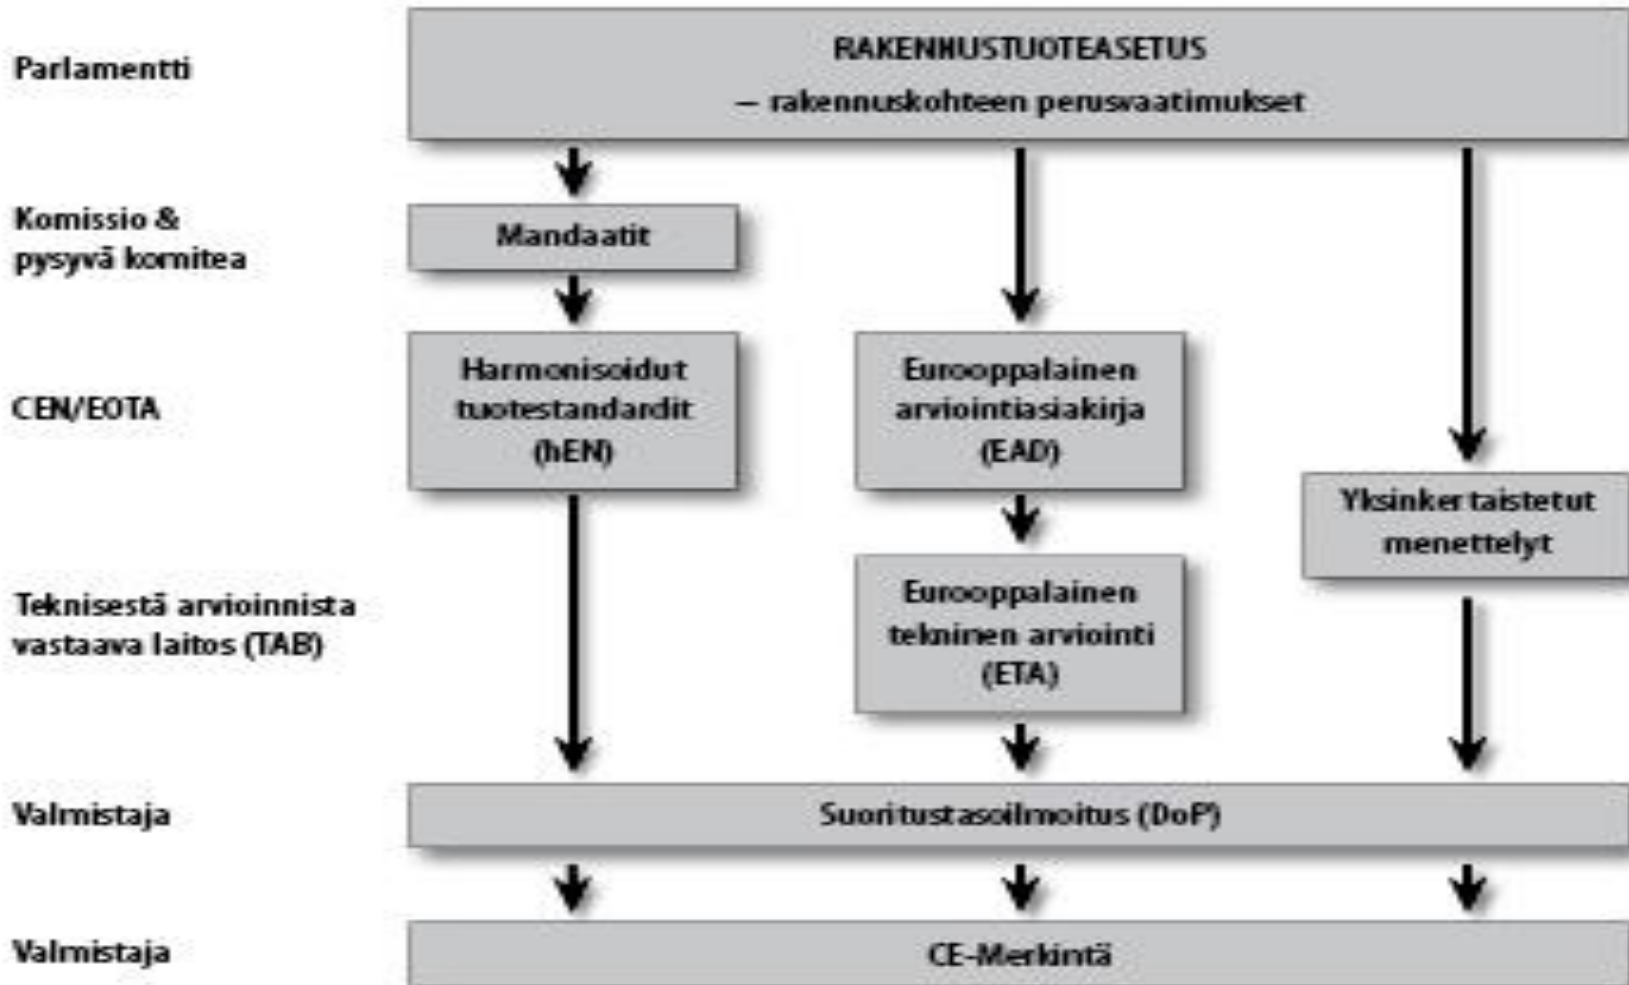 Parlamentti
RAKENNUSTUOTEASETUS
– rakennuskohteen perusvaatimukset
Komissio &
pysyvä komitea
Mandaatit
CEN/EOTA
Harmonisoidut
tuotestandardit
(hEN)
Eurooppalainen
arviointiasiakirja
(EAD)
Yksinkertaistetut
menettelyt
Teknisestä arvioinnista
vastaava laitos (TAB)
Eurooppalainen
tekninen arviointi
(ETA)
Valmistaja
Suoritustasoilmoitus (DoP)
Valmistaja
CE-Merkintä